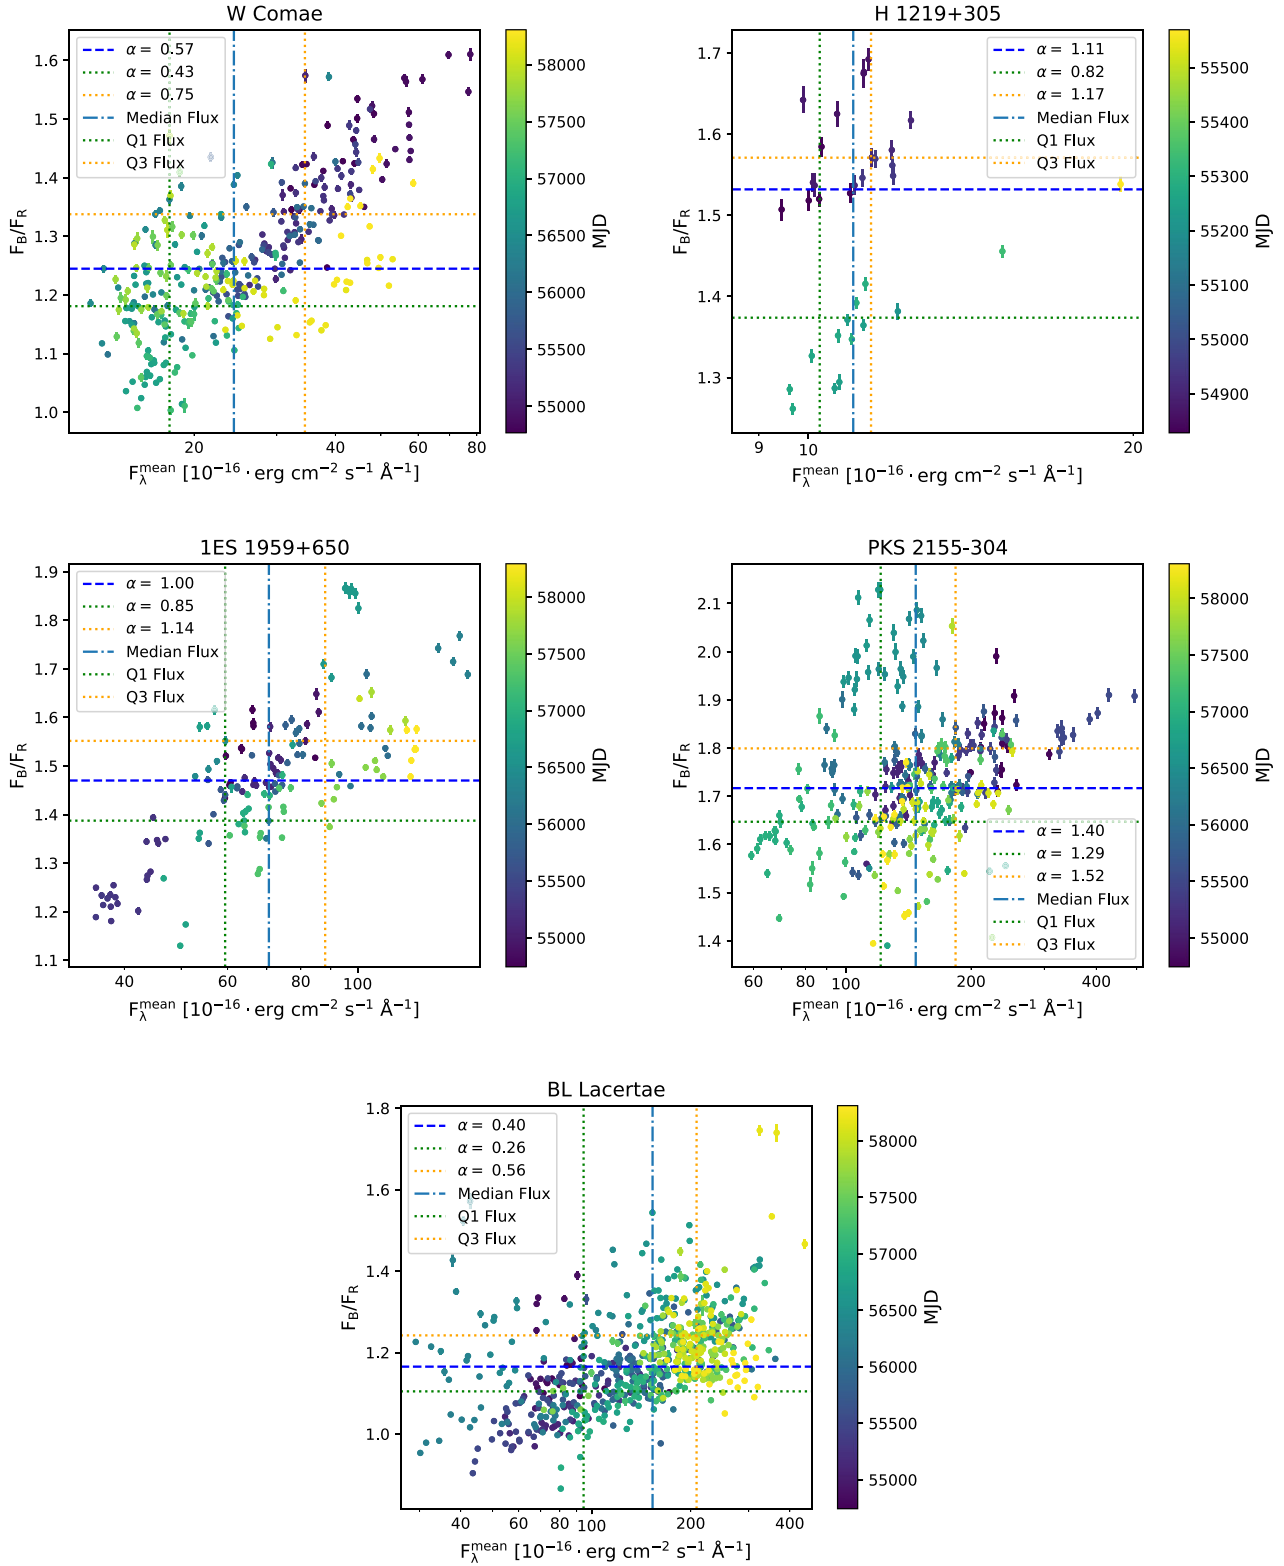 W Comae
α = 0.57
α = 0.43
α = 0.75
Median Flux
Q1 Flux
Q3 Flux
1.6
1.5
1.4
1.3
1.2
1.1
1.0
F_B/F_R
20
40
60
80
F_λ^mean [10⁻¹⁶ · erg cm⁻² s⁻¹ Å⁻¹]
58000
57500
57000
56500
56000
55500
55000
MJD
H 1219+305
α = 1.11
α = 0.82
α = 1.17
Median Flux
Q1 Flux
Q3 Flux
1.7
1.6
1.5
1.4
1.3
F_B/F_R
9
10
20
F_λ^mean [10⁻¹⁶ · erg cm⁻² s⁻¹ Å⁻¹]
55500
55400
55300
55200
55100
55000
54900
MJD
1ES 1959+650
α = 1.00
α = 0.85
α = 1.14
Median Flux
Q1 Flux
Q3 Flux
1.9
1.8
1.7
1.6
1.5
1.4
1.3
1.2
1.1
F_B/F_R
40
60
80
100
F_λ^mean [10⁻¹⁶ · erg cm⁻² s⁻¹ Å⁻¹]
58000
57500
57000
56500
56000
55500
55000
MJD
PKS 2155-304
2.1
2.0
1.9
1.8
1.7
1.6
1.5
1.4
F_B/F_R
α = 1.40
α = 1.29
α = 1.52
Median Flux
Q1 Flux
Q3 Flux
60
80
100
200
400
F_λ^mean [10⁻¹⁶ · erg cm⁻² s⁻¹ Å⁻¹]
58000
57500
57000
56500
56000
55500
55000
MJD
BL Lacertae
α = 0.40
α = 0.26
α = 0.56
Median Flux
Q1 Flux
Q3 Flux
1.8
1.6
1.4
1.2
1.0
F_B/F_R
40
60
80
100
200
400
F_λ^mean [10⁻¹⁶ · erg cm⁻² s⁻¹ Å⁻¹]
58000
57500
57000
56500
56000
55500
55000
MJD